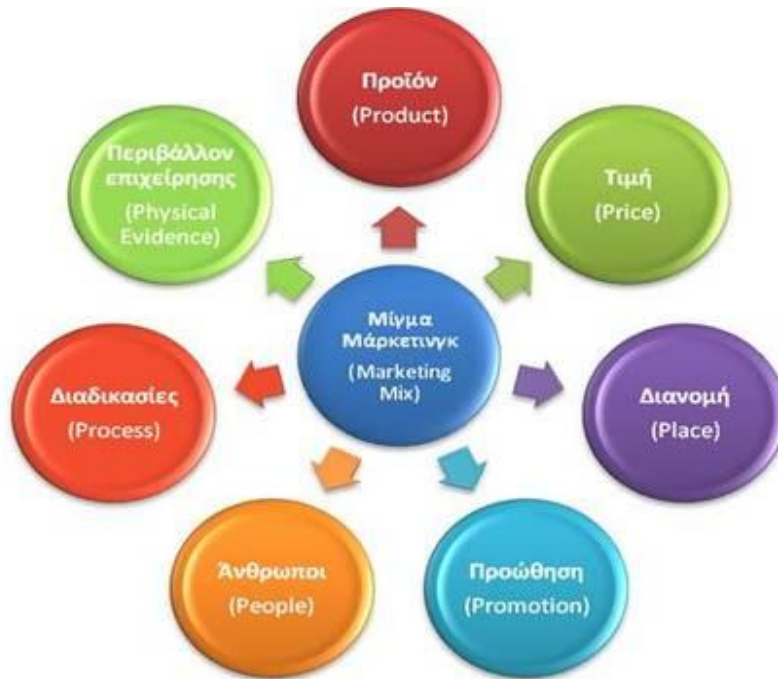 Προϊόν
(Product)
Περιβάλλον
επιχείρησης
(Physical
Evidence)
Τιμή
(Price)
Μίγμα
Μάρκετινγκ
(Marketing
Mix)
Διαδικασίες
(Process)
Διανομή
(Place)
Άνθρωποι
(People)
Προώθηση
(Promotion)